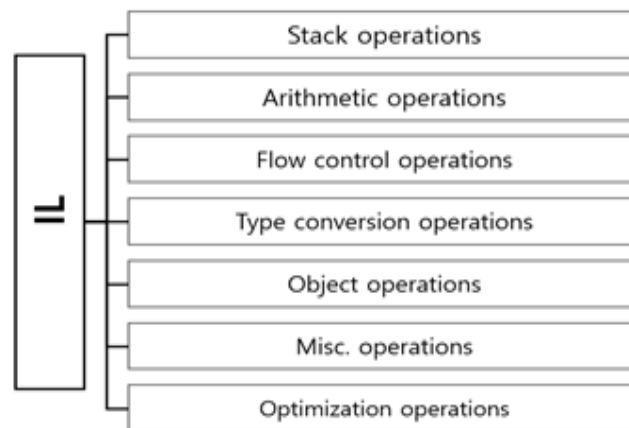 IL
Stack operations
Arithmetic operations
Flow control operations
Type conversion operations
Object operations
Misc. operations
Optimization operations